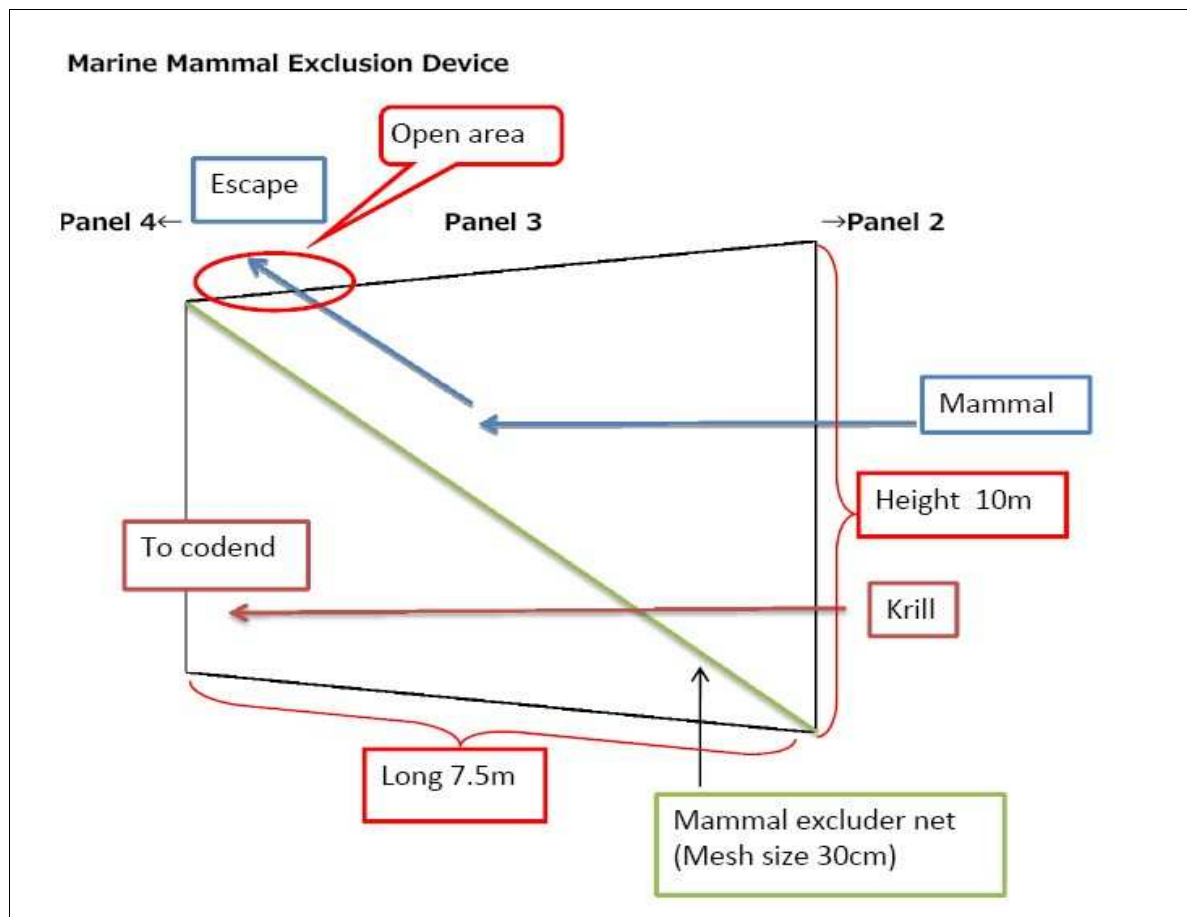 Marine Mammal Exclusion Device
Open area
Escape
Panel 4←
Panel 3
→Panel 2
Mammal
Height 10m
To codend
Krill
Long 7.5m
Mammal excluder net
(Mesh size 30cm)